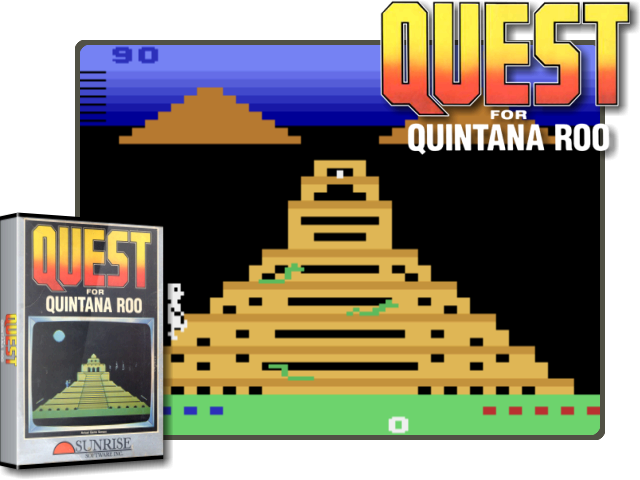 90
QUEST
FOR
QUINTANA ROO
0
QUEST
FOR
QUINTANA ROO
QUEST
SUNRISE
SOFTWARE INC.